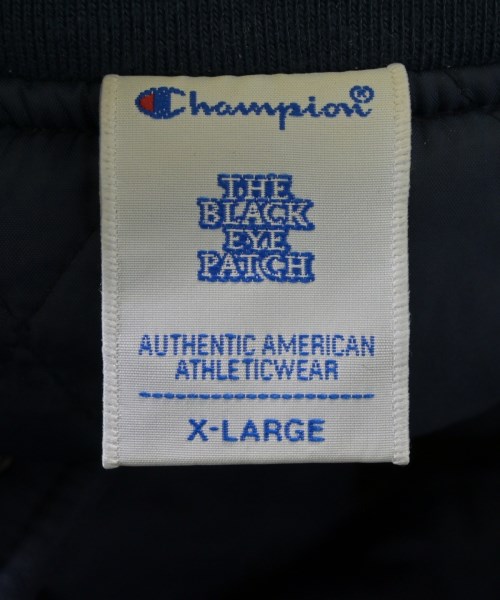 Champion®
THE
BLACK
EYE
PATCH
AUTHENTIC AMERICAN
ATHLETICWEAR
X-LARGE